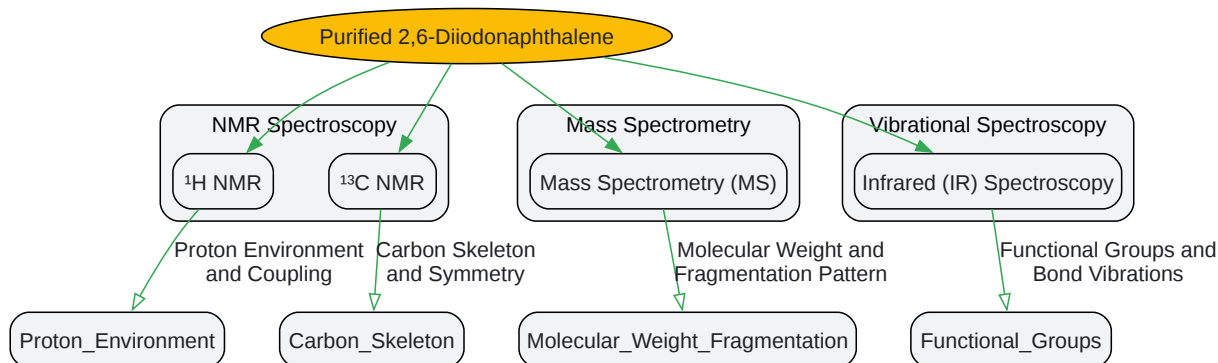 Purified 2,6-Diiodonaphthalene
NMR Spectroscopy
Mass Spectrometry
Vibrational Spectroscopy
¹H NMR
¹³C NMR
Mass Spectrometry (MS)
Infrared (IR) Spectroscopy
Proton Environment
and Coupling
Carbon Skeleton
and Symmetry
Molecular Weight and
Fragmentation Pattern
Functional Groups and
Bond Vibrations
Proton_Environment
Carbon_Skeleton
Molecular_Weight_Fragmentation
Functional_Groups